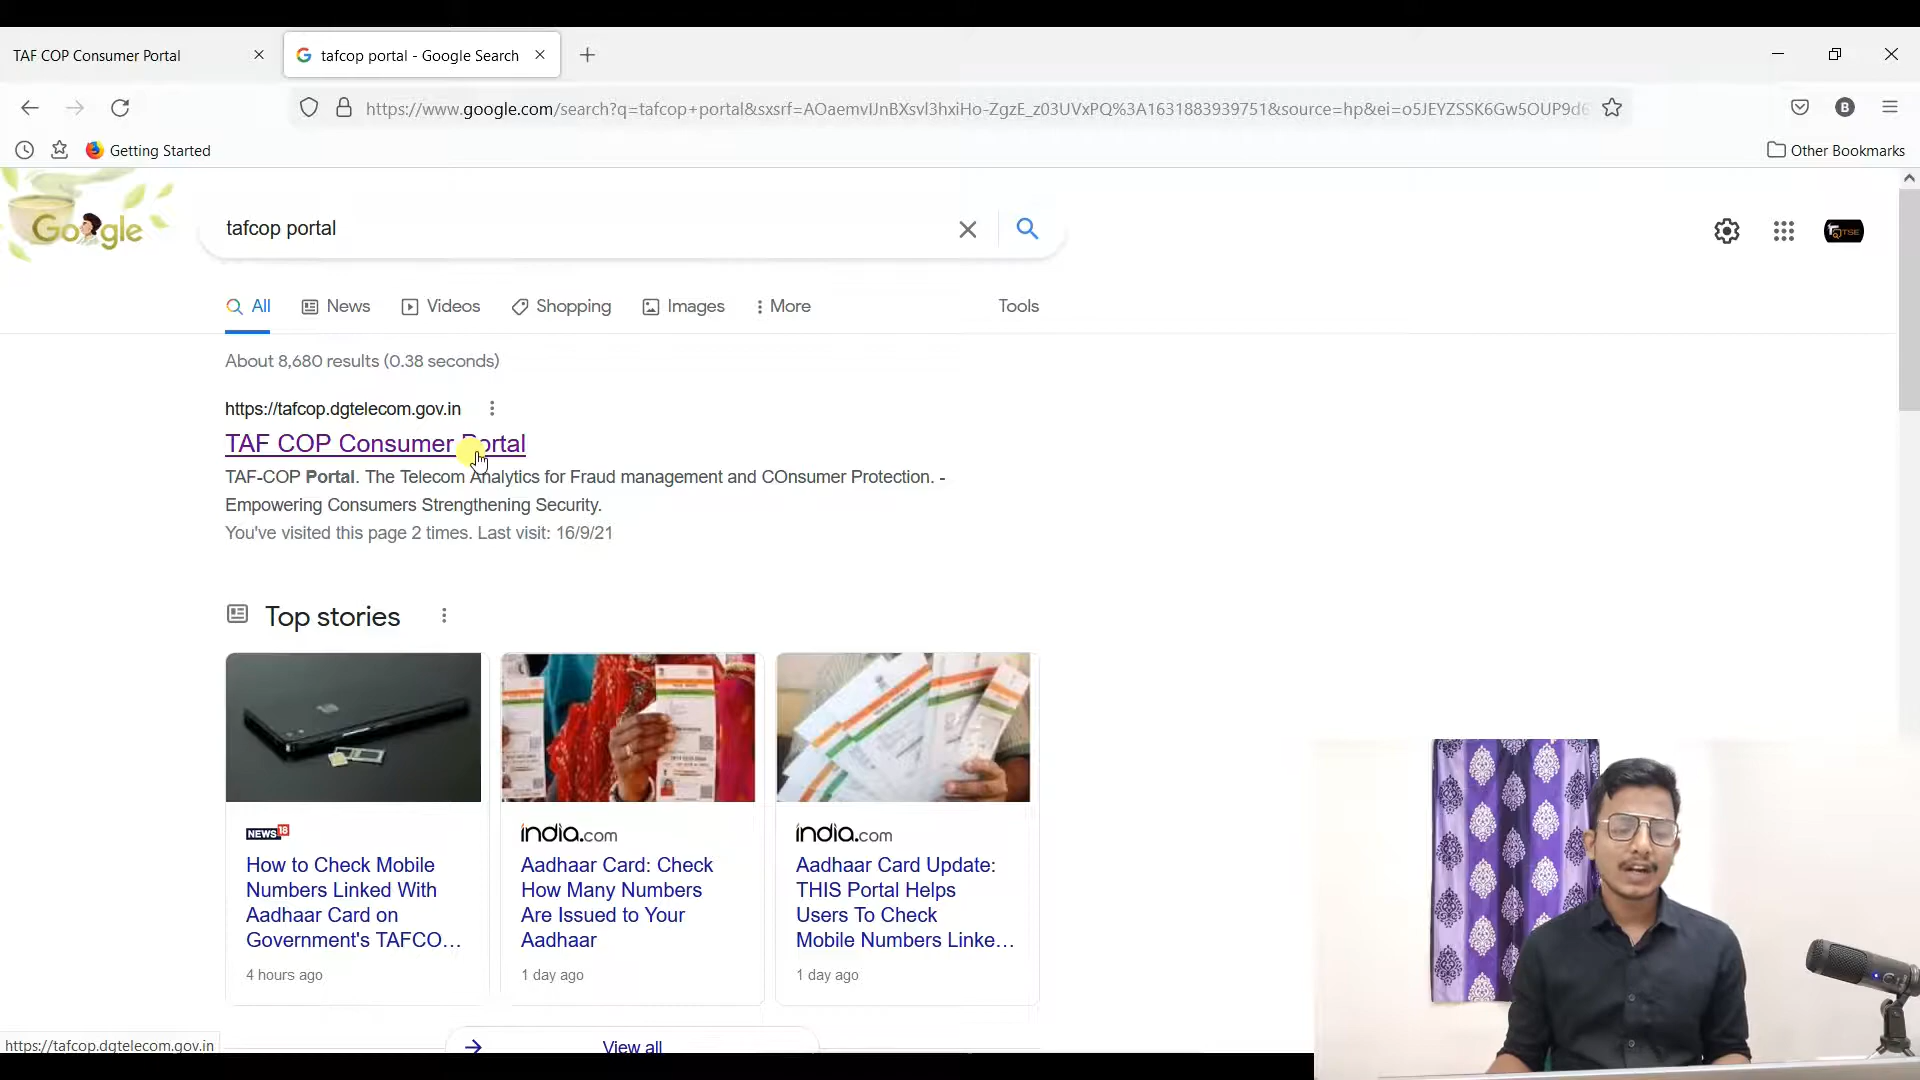 TAF COP Consumer Portal
tafcop portal - Google Search
https://www.google.com/search?q=tafcop+portal&sxsrf=AOaemvIJnBXsvl3hxiHo-ZgzE_z03UVxPQ%3A1631883939751&source=hp&ei=o5JEYZSSK6Gw5OUP9d6
B
Getting Started
Other Bookmarks
Google
tafcop portal
All
News
Videos
Shopping
Images
More
Tools
About 8,680 results (0.38 seconds)
https://tafcop.dgtelecom.gov.in
TAF COP Consumer Portal
TAF-COP Portal. The Telecom Analytics for Fraud management and COnsumer Protection. -
Empowering Consumers Strengthening Security.
You've visited this page 2 times. Last visit: 16/9/21
Top stories
NEWS18
How to Check Mobile
Numbers Linked With
Aadhaar Card on
Government's TAFCO...
4 hours ago
india.com
Aadhaar Card: Check
How Many Numbers
Are Issued to Your
Aadhaar
1 day ago
india.com
Aadhaar Card Update:
THIS Portal Helps
Users To Check
Mobile Numbers Linke...
1 day ago
View all
https://tafcop.dgtelecom.gov.in